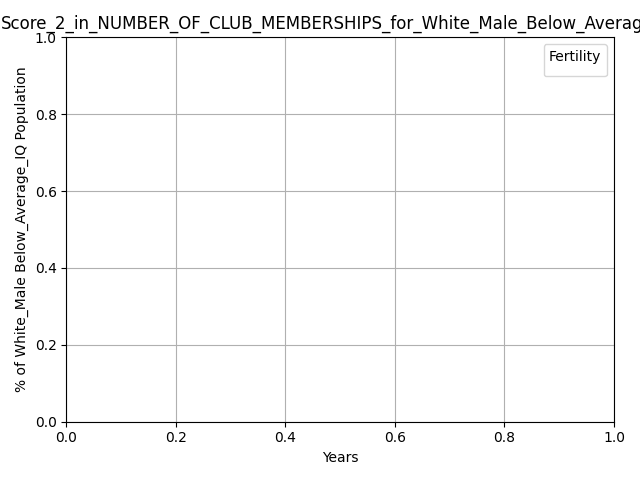 Score_2_in_NUMBER_OF_CLUB_MEMBERSHIPS_for_White_Male_Below_Averag
Fertility
% of White_Male Below_Average_IQ Population
1.0
0.8
0.6
0.4
0.2
0.0
0.0 0.2 0.4 0.6 0.8 1.0
Years